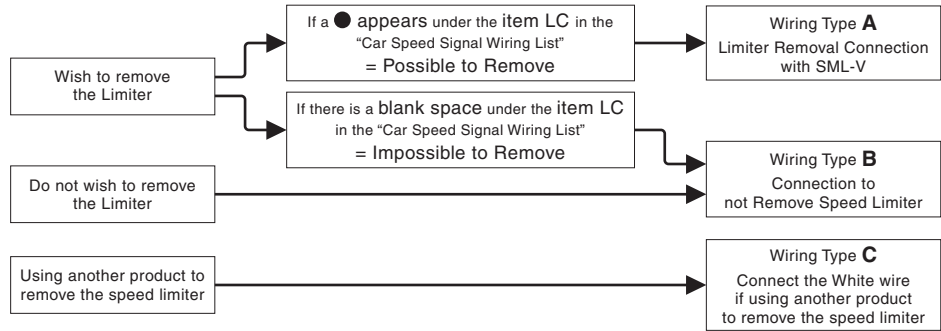 Wish to remove
the Limiter
If a ● appears under the item LC in the
“Car Speed Signal Wiring List”
= Possible to Remove
Wiring Type A
Limiter Removal Connection
with SML-V
If there is a blank space under the item LC
in the “Car Speed Signal Wiring List”
= Impossible to Remove
Do not wish to remove
the Limiter
Wiring Type B
Connection to
not Remove Speed Limiter
Using another product to
remove the speed limiter
Wiring Type C
Connect the White wire
if using another product
to remove the speed limiter